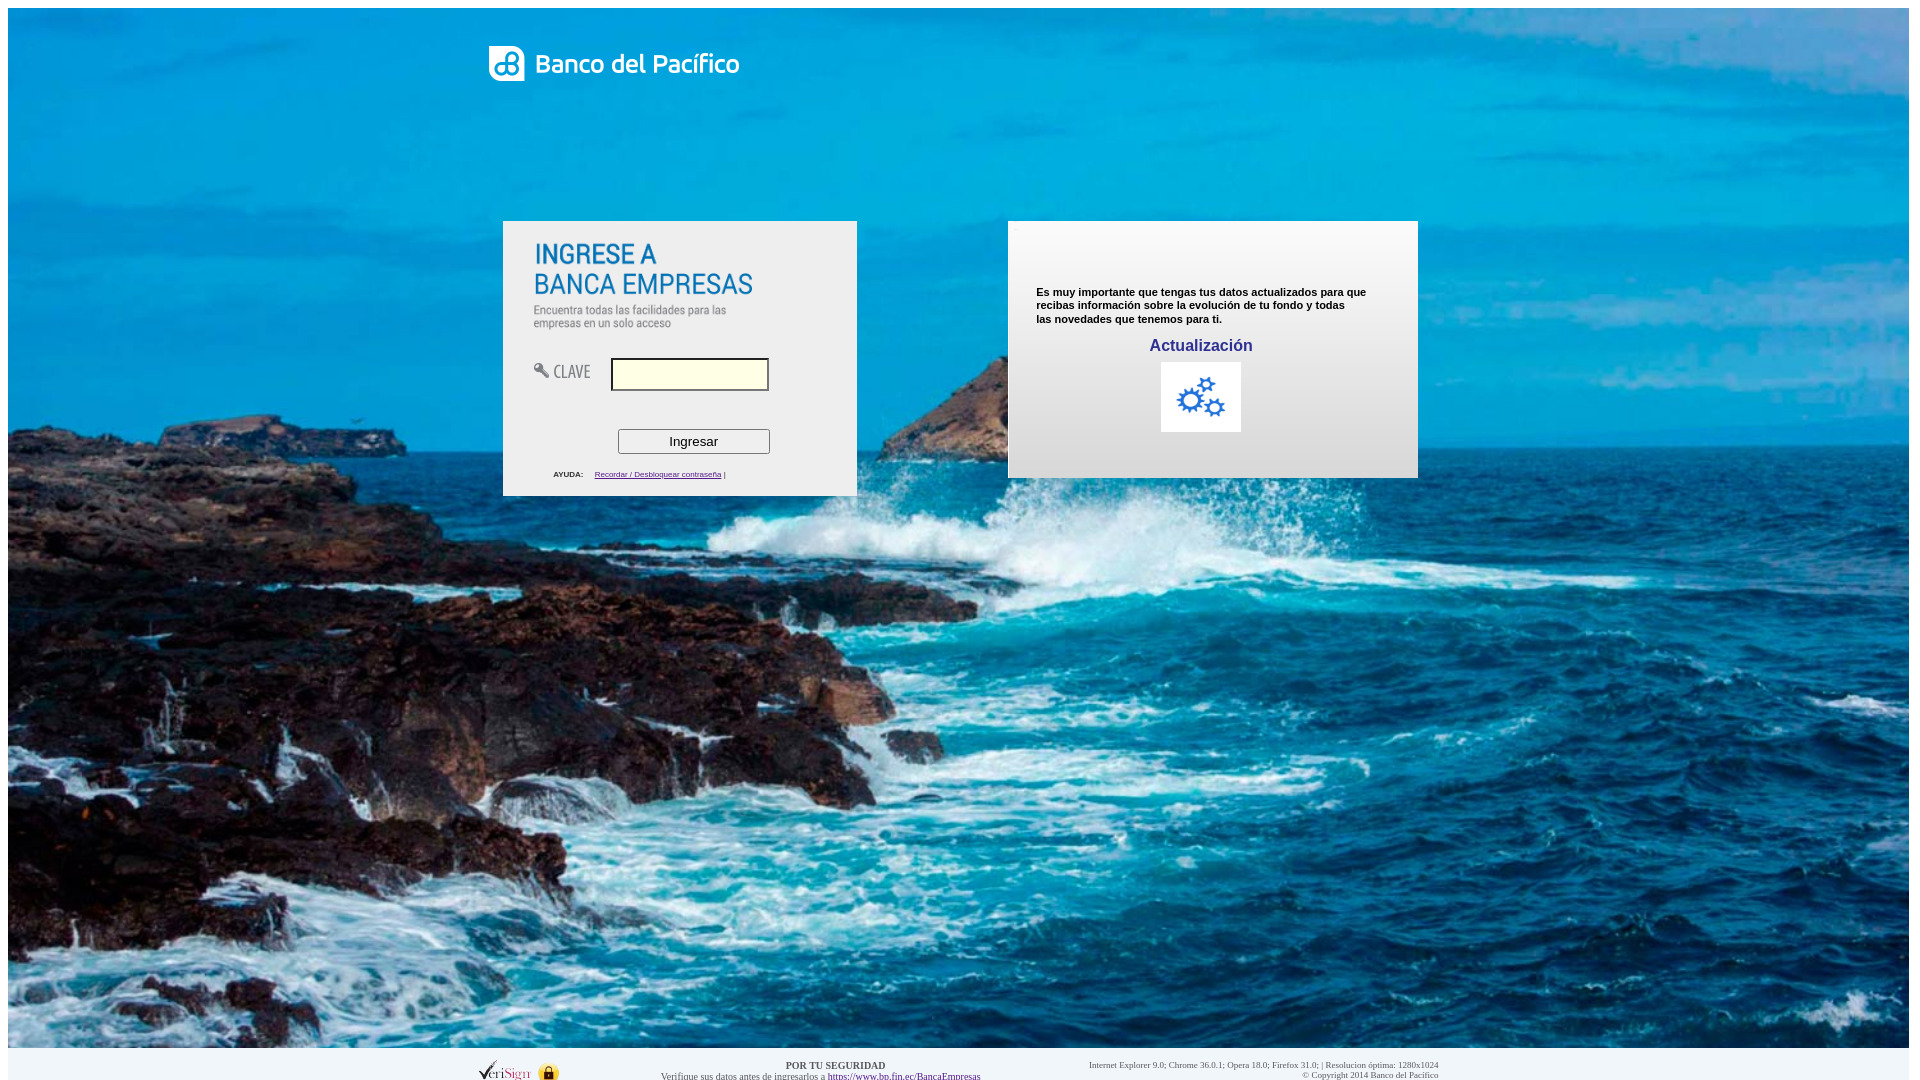 Banco del Pacífico
INGRESE A
BANCA EMPRESAS
Encuentra todas las facilidades para las
empresas en un solo acceso
CLAVE
Ingresar
AYUDA: Recordar / Desbloquear contraseña |
Es muy importante que tengas tus datos actualizados para que
recibas información sobre la evolución de tu fondo y todas
las novedades que tenemos para ti.
Actualización
VeriSign
POR TU SEGURIDAD
Verifique sus datos antes de ingresarlos a https://www.bp.fin.ec/BancaEmpresas
Internet Explorer 9.0; Chrome 36.0.1; Opera 18.0; Firefox 31.0; | Resolucion óptima: 1280x1024
© Copyright 2014 Banco del Pacífico